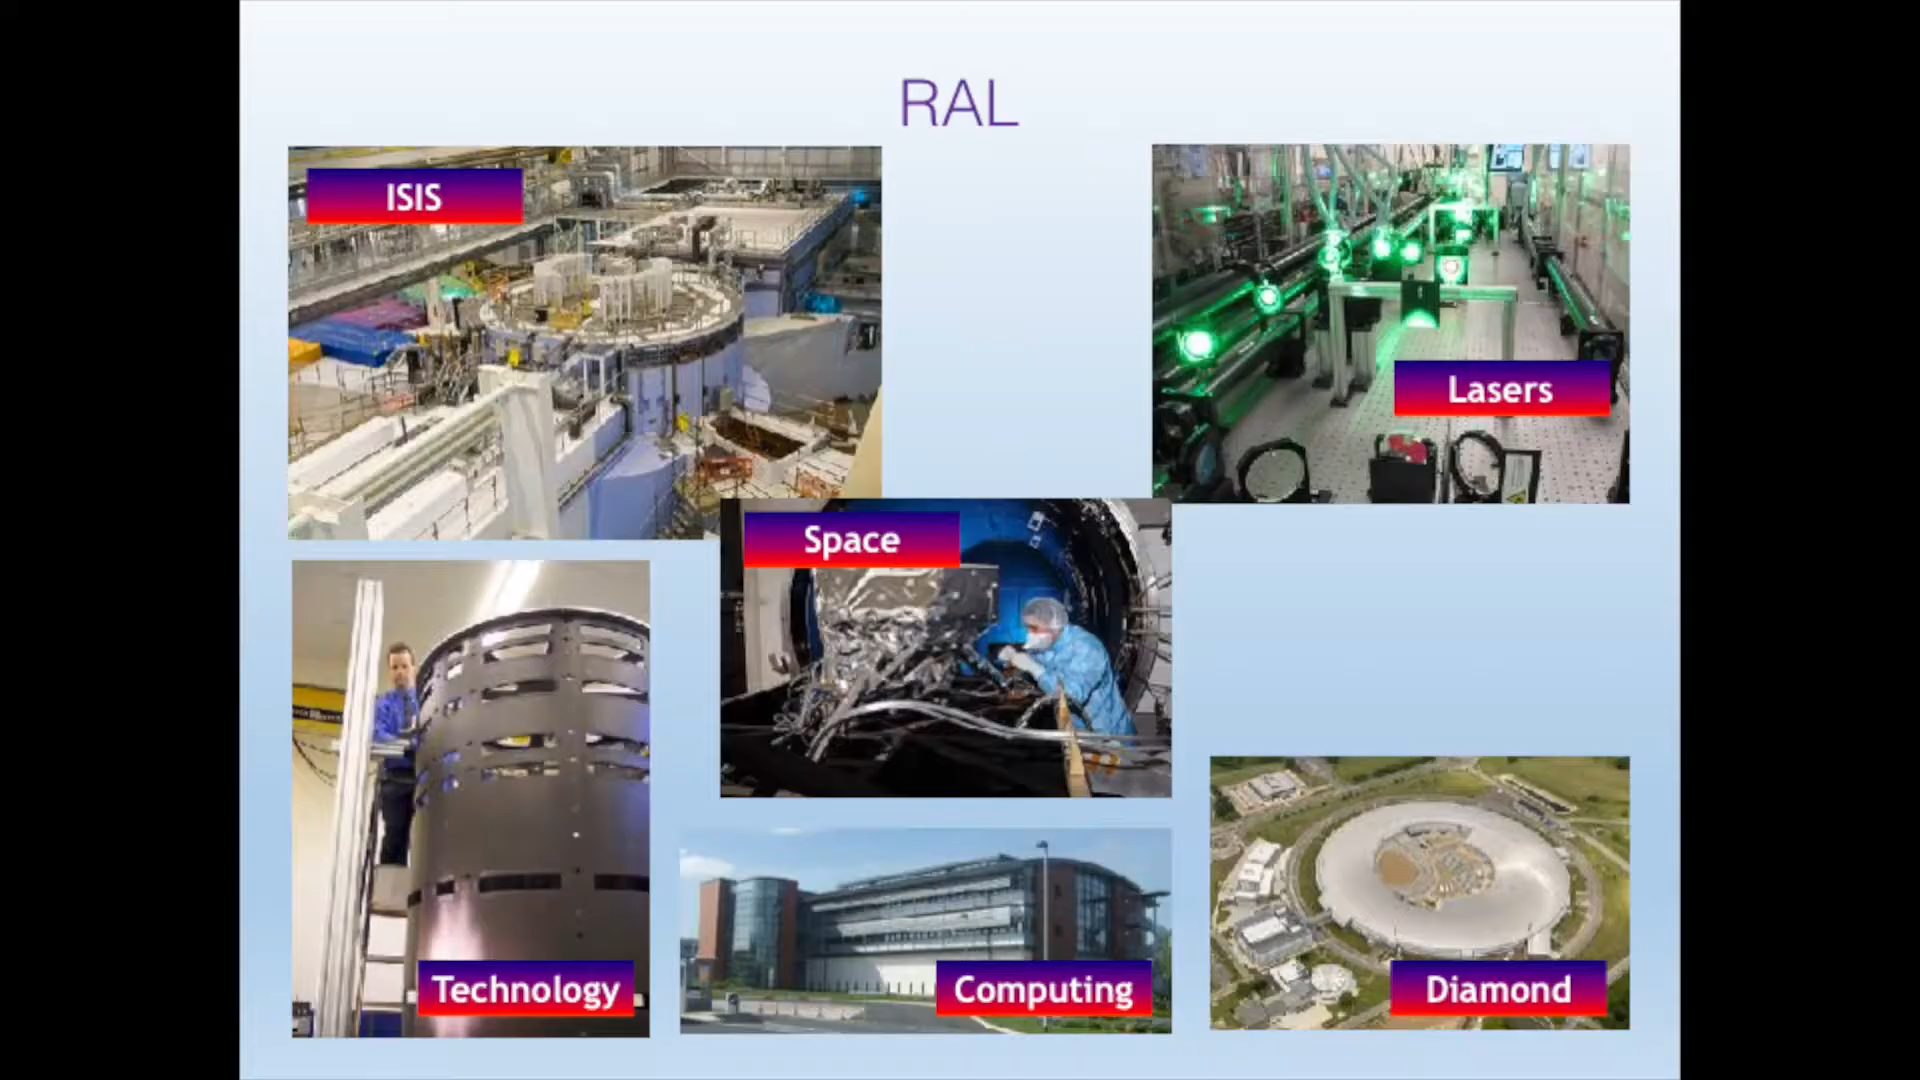 RAL
ISIS
Lasers
Space
Technology
Computing
Diamond